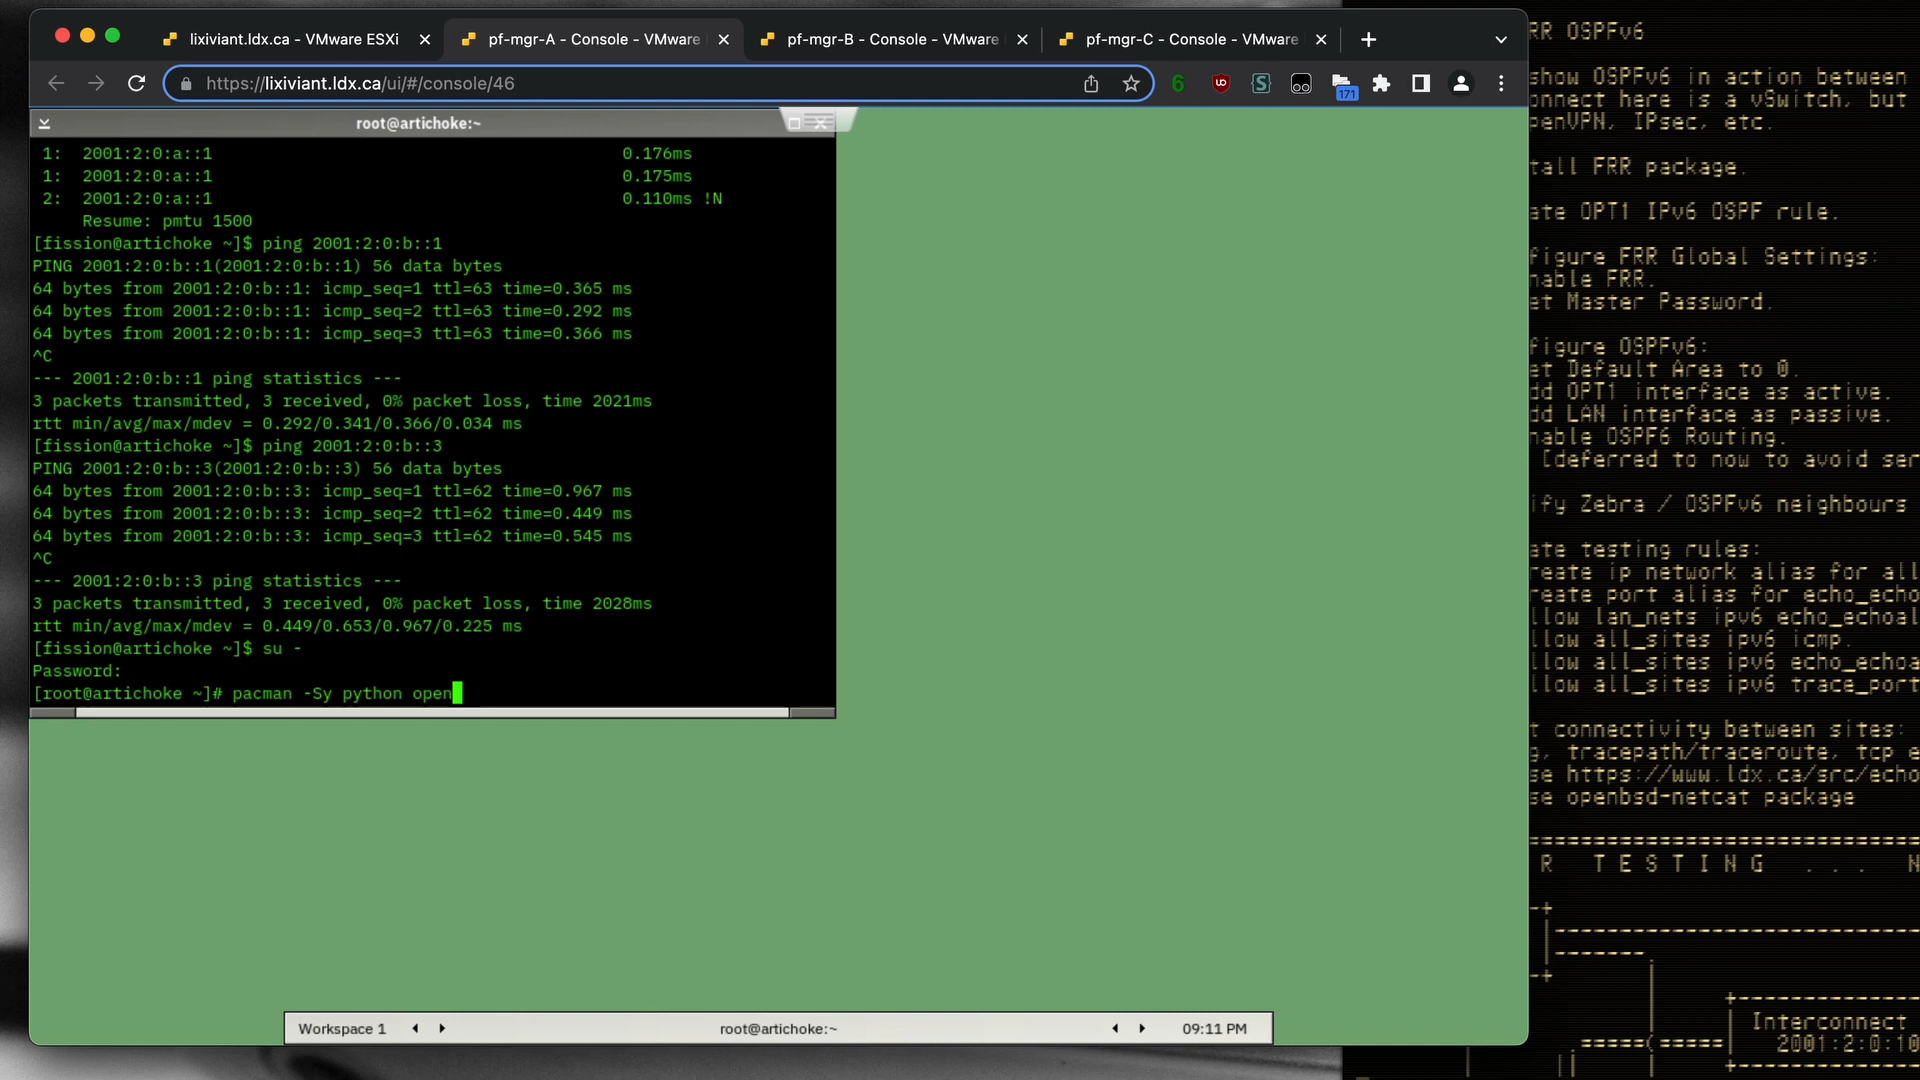 lixiviant.ldx.ca - VMware ESXi
pf-mgr-A - Console - VMware
pf-mgr-B - Console - VMware
pf-mgr-C - Console - VMware
https://lixiviant.ldx.ca/ui/#/console/46
6
171
root@artichoke:~
1: 2001:2:0:a::1 0.176ms
1: 2001:2:0:a::1 0.175ms
2: 2001:2:0:a::1 0.110ms !N
Resume: pmtu 1500
[fission@artichoke ~]$ ping 2001:2:0:b::1
PING 2001:2:0:b::1(2001:2:0:b::1) 56 data bytes
64 bytes from 2001:2:0:b::1: icmp_seq=1 ttl=63 time=0.365 ms
64 bytes from 2001:2:0:b::1: icmp_seq=2 ttl=63 time=0.292 ms
64 bytes from 2001:2:0:b::1: icmp_seq=3 ttl=63 time=0.366 ms
^C
--- 2001:2:0:b::1 ping statistics ---
3 packets transmitted, 3 received, 0% packet loss, time 2021ms
rtt min/avg/max/mdev = 0.292/0.341/0.366/0.034 ms
[fission@artichoke ~]$ ping 2001:2:0:b::3
PING 2001:2:0:b::3(2001:2:0:b::3) 56 data bytes
64 bytes from 2001:2:0:b::3: icmp_seq=1 ttl=62 time=0.967 ms
64 bytes from 2001:2:0:b::3: icmp_seq=2 ttl=62 time=0.449 ms
64 bytes from 2001:2:0:b::3: icmp_seq=3 ttl=62 time=0.545 ms
^C
--- 2001:2:0:b::3 ping statistics ---
3 packets transmitted, 3 received, 0% packet loss, time 2028ms
rtt min/avg/max/mdev = 0.449/0.653/0.967/0.225 ms
[fission@artichoke ~]$ su -
Password:
[root@artichoke ~]# pacman -Sy python open
Workspace 1
root@artichoke:~
09:11 PM
RR OSPFv6
show OSPFv6 in action between
onnect here is a vSwitch, but
penVPN, IPsec, etc.
tall FRR package.
ate OPT1 IPv6 OSPF rule.
figure FRR Global Settings:
nable FRR.
et Master Password.
figure OSPFv6:
et Default Area to 0.
dd OPT1 interface as active.
dd LAN interface as passive.
nable OSPF6 Routing.
[deferred to now to avoid ser
ify Zebra / OSPFv6 neighbours
ate testing rules:
reate ip network alias for all
reate port alias for echo_echo
llow lan_nets ipv6 echo_echoal
llow all_sites ipv6 icmp.
llow all_sites ipv6 echo_echoa
llow all_sites ipv6 trace_port
t connectivity between sites:
g, tracepath/traceroute, tcp e
se https://www.ldx.ca/src/echo
se openbsd-netcat package
R T E S T I N G . . . N
Interconnect
2001:2:0:10